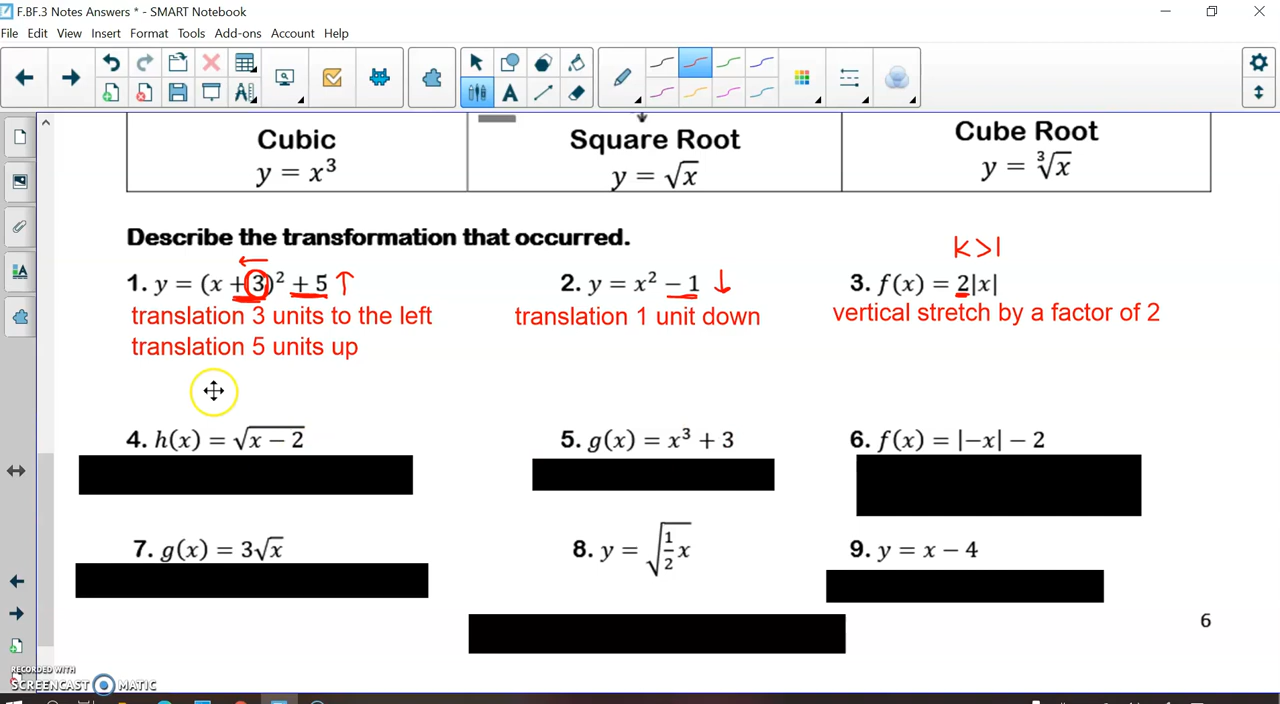 F.BF.3 Notes Answers * - SMART Notebook
File Edit View Insert Format Tools Add-ons Account Help
Cubic
y = x³
Square Root
y = √x
Cube Root
y = ∛x
Describe the transformation that occurred.
k>1
1. y = (x + 3)² + 5 ↑
translation 3 units to the left
translation 5 units up
2. y = x² − 1 ↓
translation 1 unit down
3. f(x) = 2|x|
vertical stretch by a factor of 2
4. h(x) = √(x − 2)
5. g(x) = x³ + 3
6. f(x) = |−x| − 2
7. g(x) = 3√x
8. y = √(1/2 x)
9. y = x − 4
6
RECORDED WITH
SCREENCAST MATIC